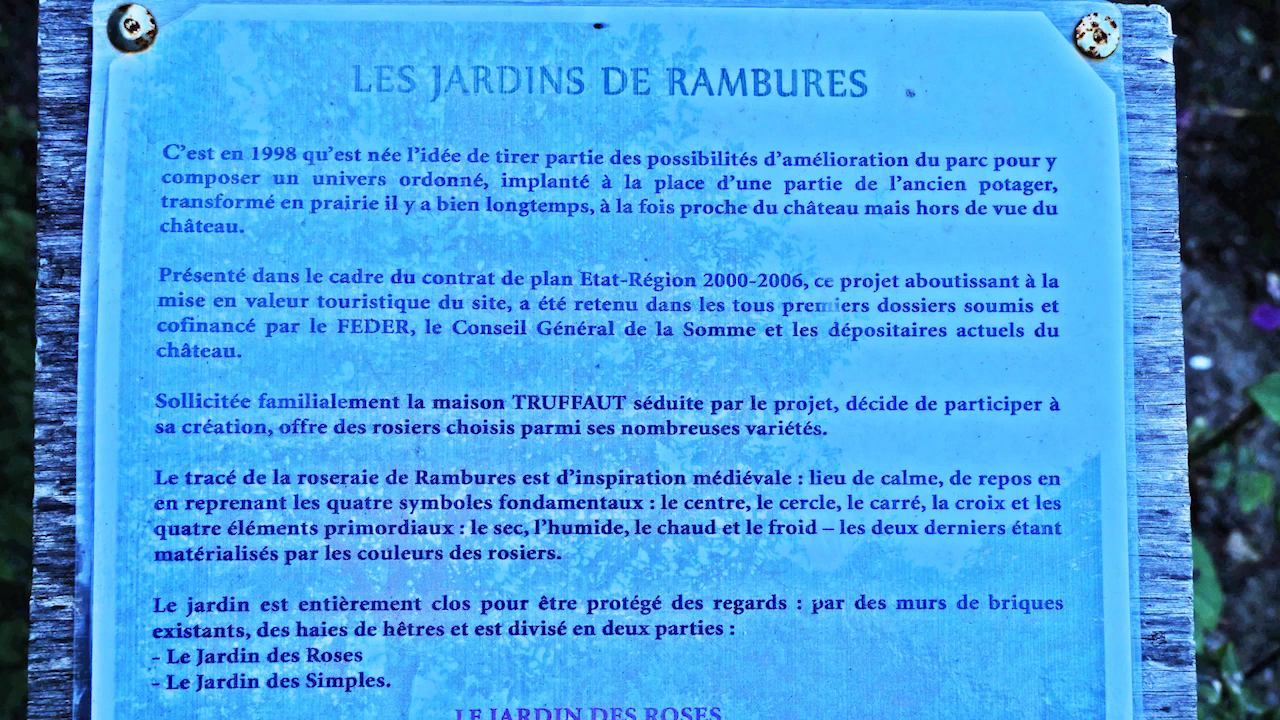 LES JARDINS DE RAMBURES
C'est en 1998 qu'est née l'idée de tirer partie des possibilités d'amélioration du parc pour y
composer un univers ordonné, implanté à la place d'une partie de l'ancien potager,
transformé en prairie il y a bien longtemps, à la fois proche du château mais hors de vue du
château.
Présenté dans le cadre du contrat de plan Etat-Région 2000-2006, ce projet aboutissant à la
mise en valeur touristique du site, a été retenu dans les tous premiers dossiers soumis et
cofinancé par le FEDER, le Conseil Général de la Somme et les dépositaires actuels du
château.
Sollicitée familialement la maison TRUFFAUT séduite par le projet, décide de participer à
sa création, offre des rosiers choisis parmi ses nombreuses variétés.
Le tracé de la roseraie de Rambures est d'inspiration médiévale : lieu de calme, de repos en
en reprenant les quatre symboles fondamentaux : le centre, le cercle, le carré, la croix et les
quatre éléments primordiaux : le sec, l'humide, le chaud et le froid – les deux derniers étant
matérialisés par les couleurs des rosiers.
Le jardin est entièrement clos pour être protégé des regards : par des murs de briques
existants, des haies de hêtres et est divisé en deux parties :
- Le Jardin des Roses
- Le Jardin des Simples.
LE JARDIN DES ROSES